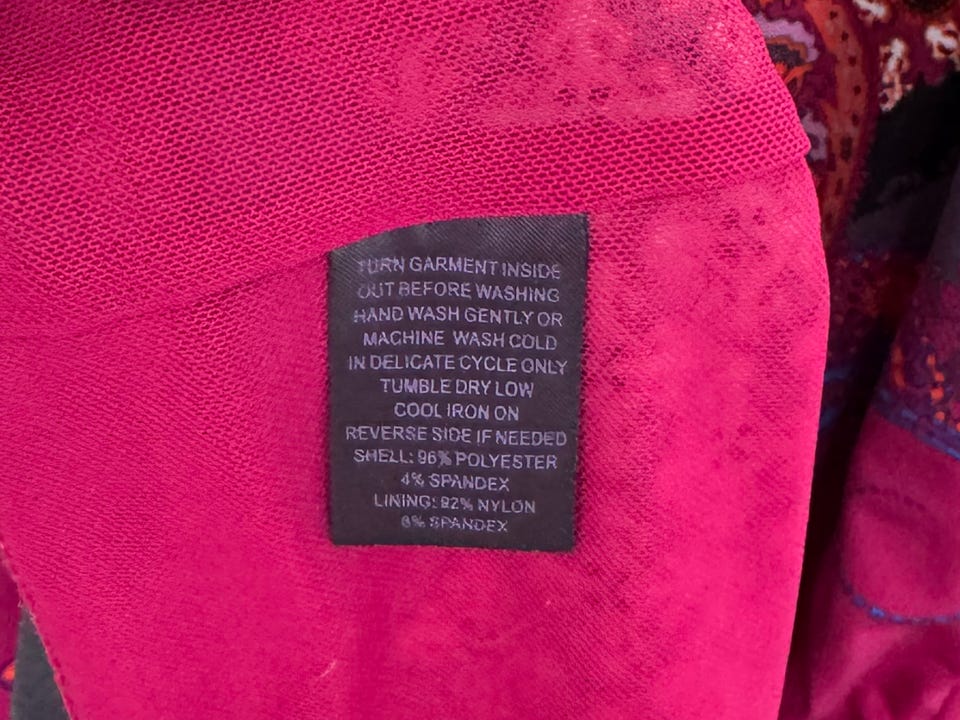 TURN GARMENT INSIDE
OUT BEFORE WASHING
HAND WASH GENTLY OR
MACHINE WASH COLD
IN DELICATE CYCLE ONLY
TUMBLE DRY LOW
COOL IRON ON
REVERSE SIDE IF NEEDED
SHELL: 96% POLYESTER
4% SPANDEX
LINING: 92% NYLON
8% SPANDEX